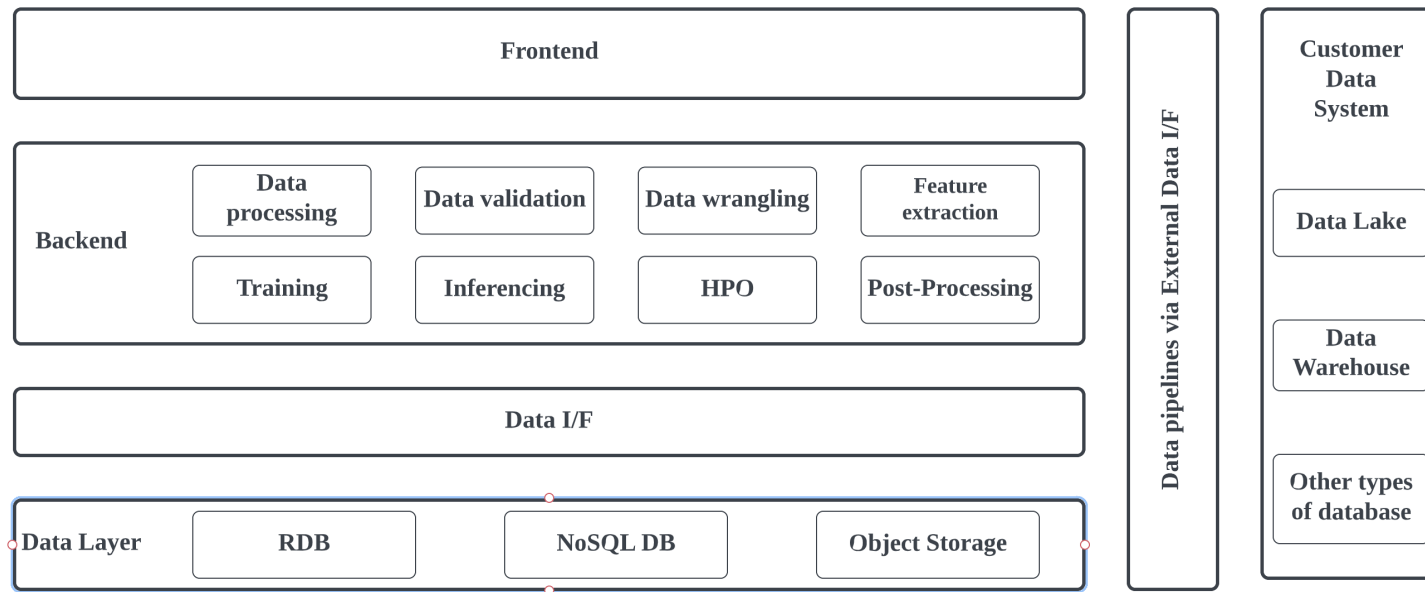 Frontend
Backend
Data
processing
Data validation
Data wrangling
Feature
extraction
Training
Inferencing
HPO
Post-Processing
Data I/F
Data Layer
RDB
NoSQL DB
Object Storage
Data pipelines via External Data I/F
Customer
Data
System
Data Lake
Data
Warehouse
Other types
of database